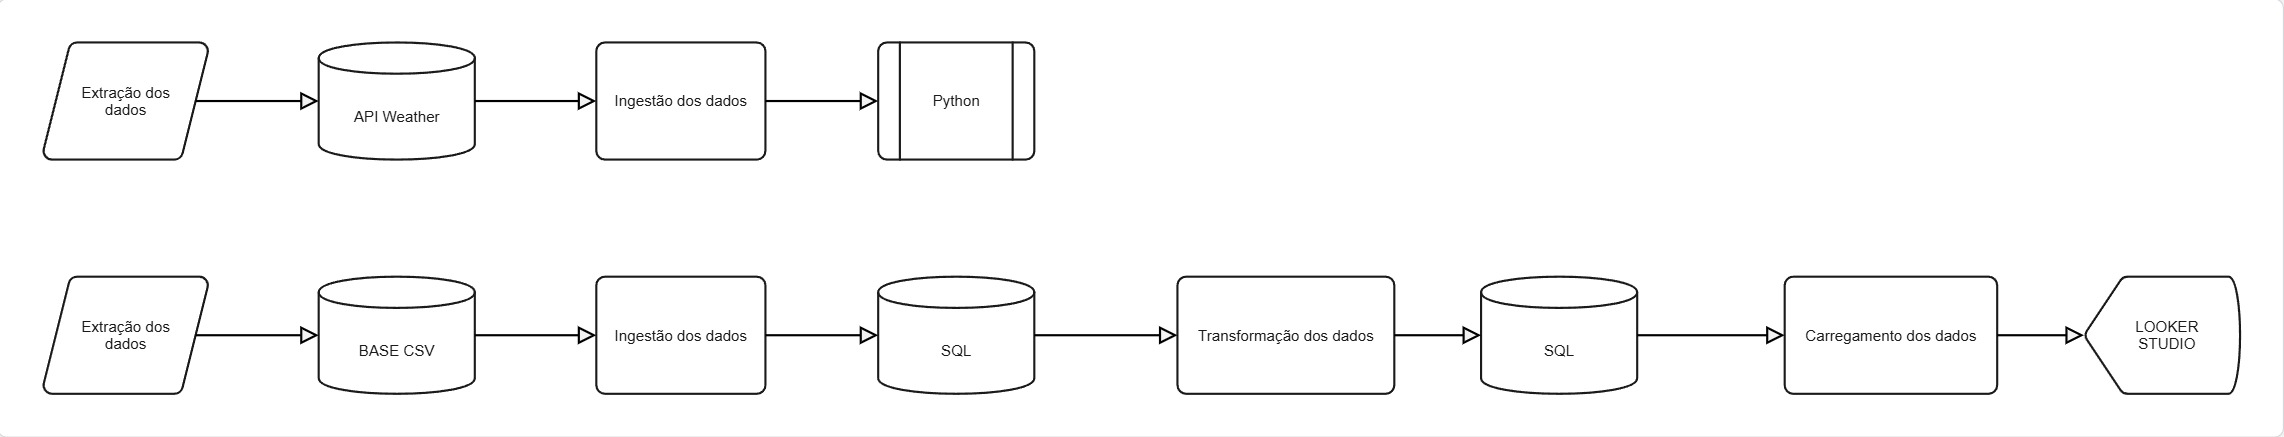 Extração dos
dados
API Weather
Ingestão dos dados
Python
Extração dos
dados
BASE CSV
Ingestão dos dados
SQL
Transformação dos dados
SQL
Carregamento dos dados
LOOKER
STUDIO